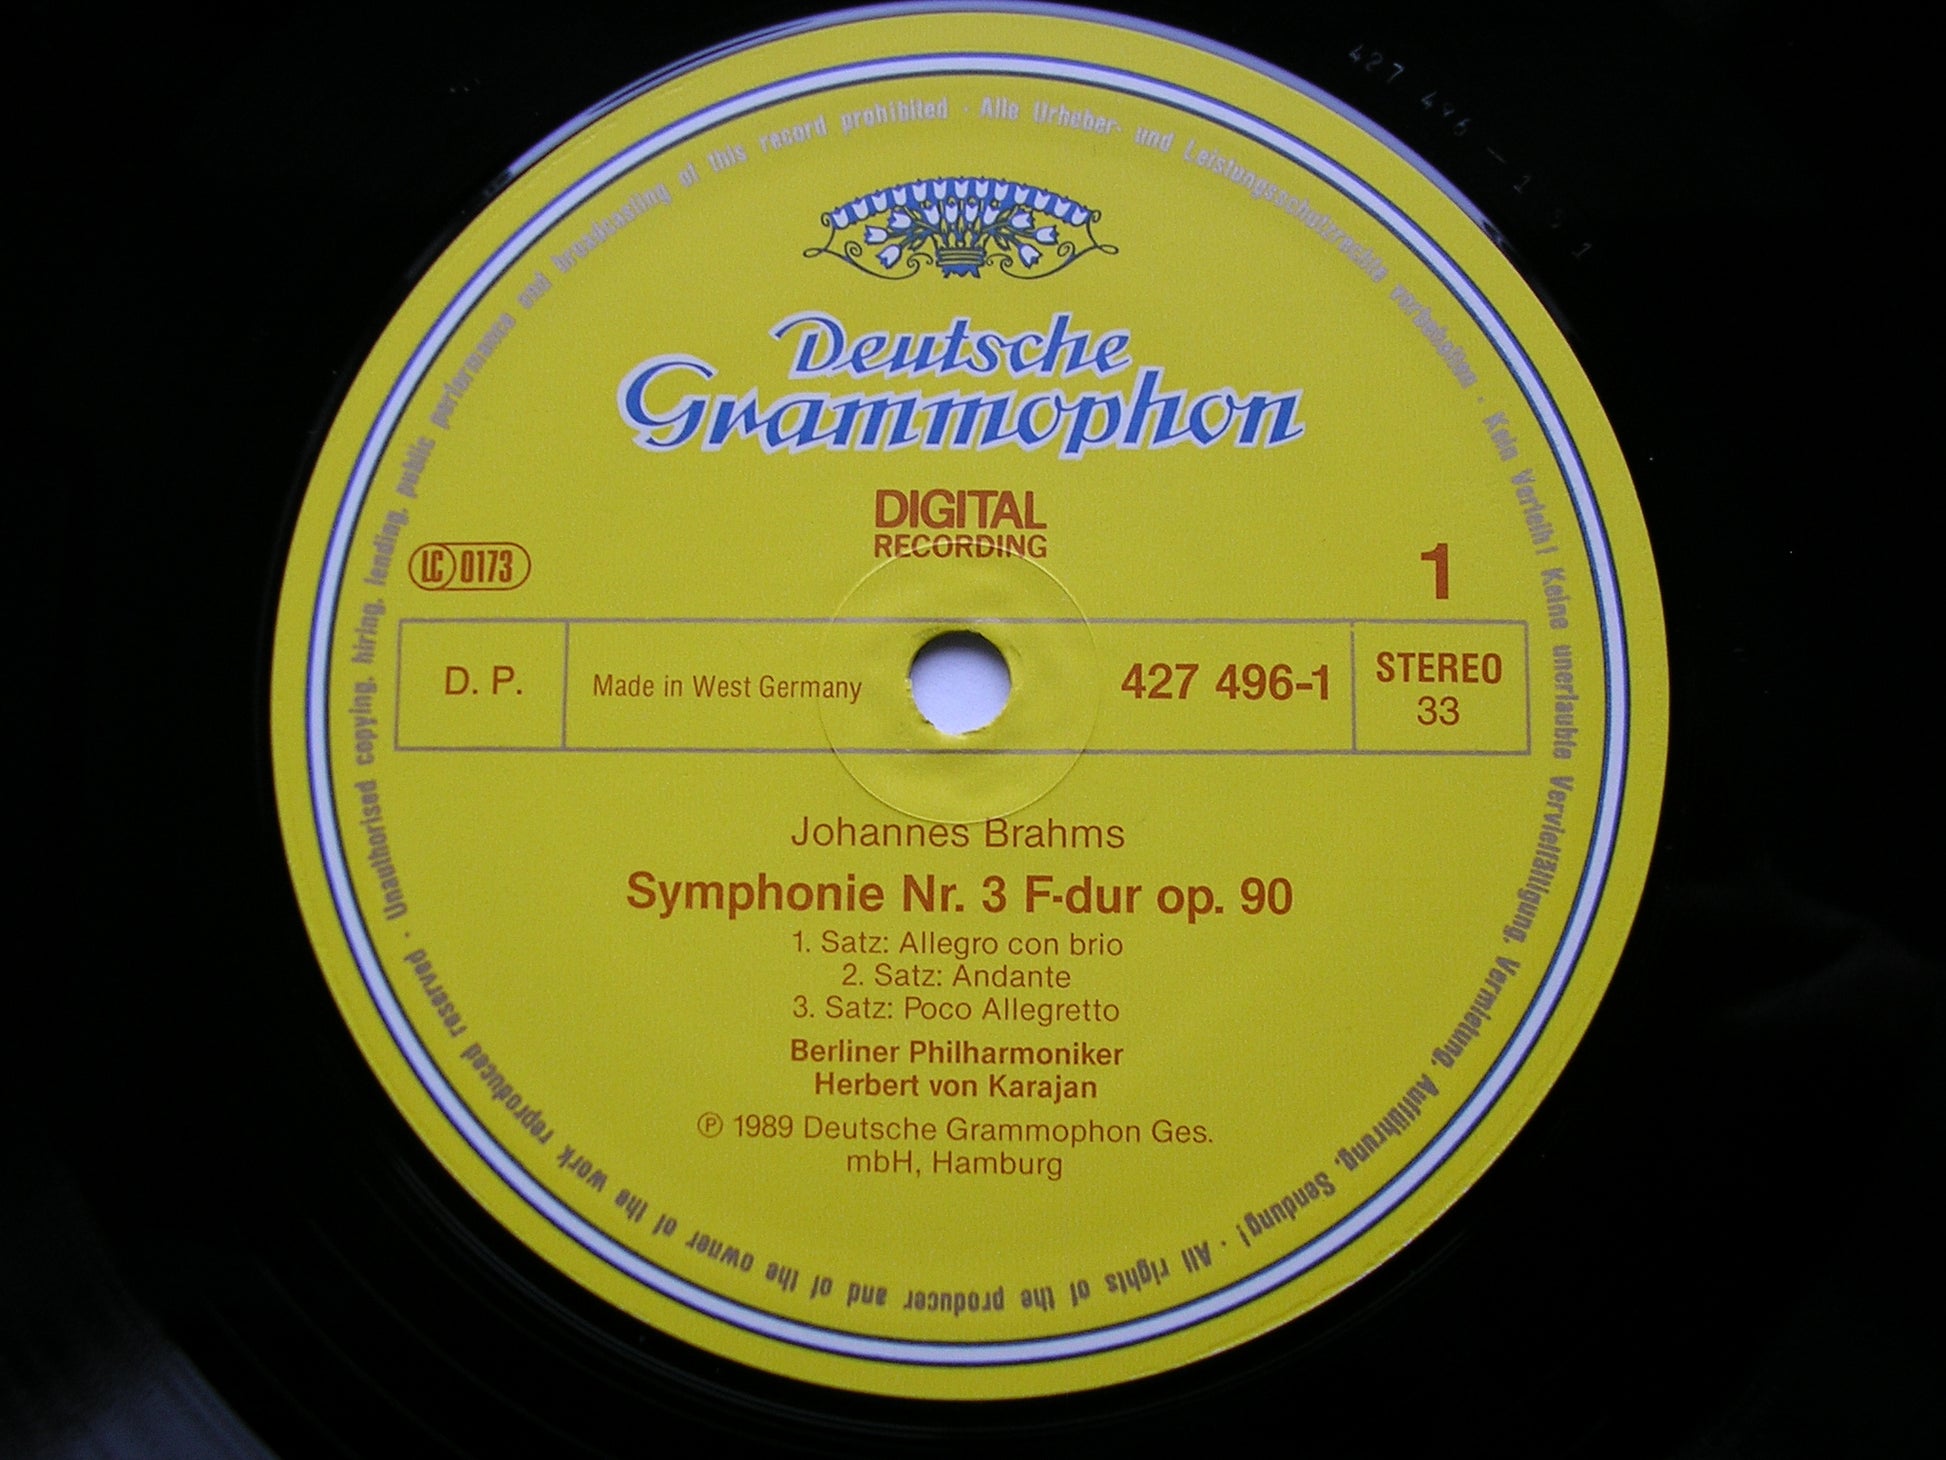 427 496 – 1
Deutsche
Grammophon
DIGITAL
RECORDING
LC 0173
1
D. P.
Made in West Germany
427 496-1
STEREO
33
Johannes Brahms
Symphonie Nr. 3 F-dur op. 90
1. Satz: Allegro con brio
2. Satz: Andante
3. Satz: Poco Allegretto
Berliner Philharmoniker
Herbert von Karajan
℗ 1989 Deutsche Grammophon Ges.
mbH, Hamburg
Alle Urheber- und Leistungsschutzrechte vorbehalten · Kein Verleih! Keine unerlaubte Vervielfältigung, Vermietung, Aufführung, Sendung! · All rights of the producer and of the owner of the work reproduced reserved · Unauthorised copying, hiring, lending, public performance and broadcasting of this record prohibited ·